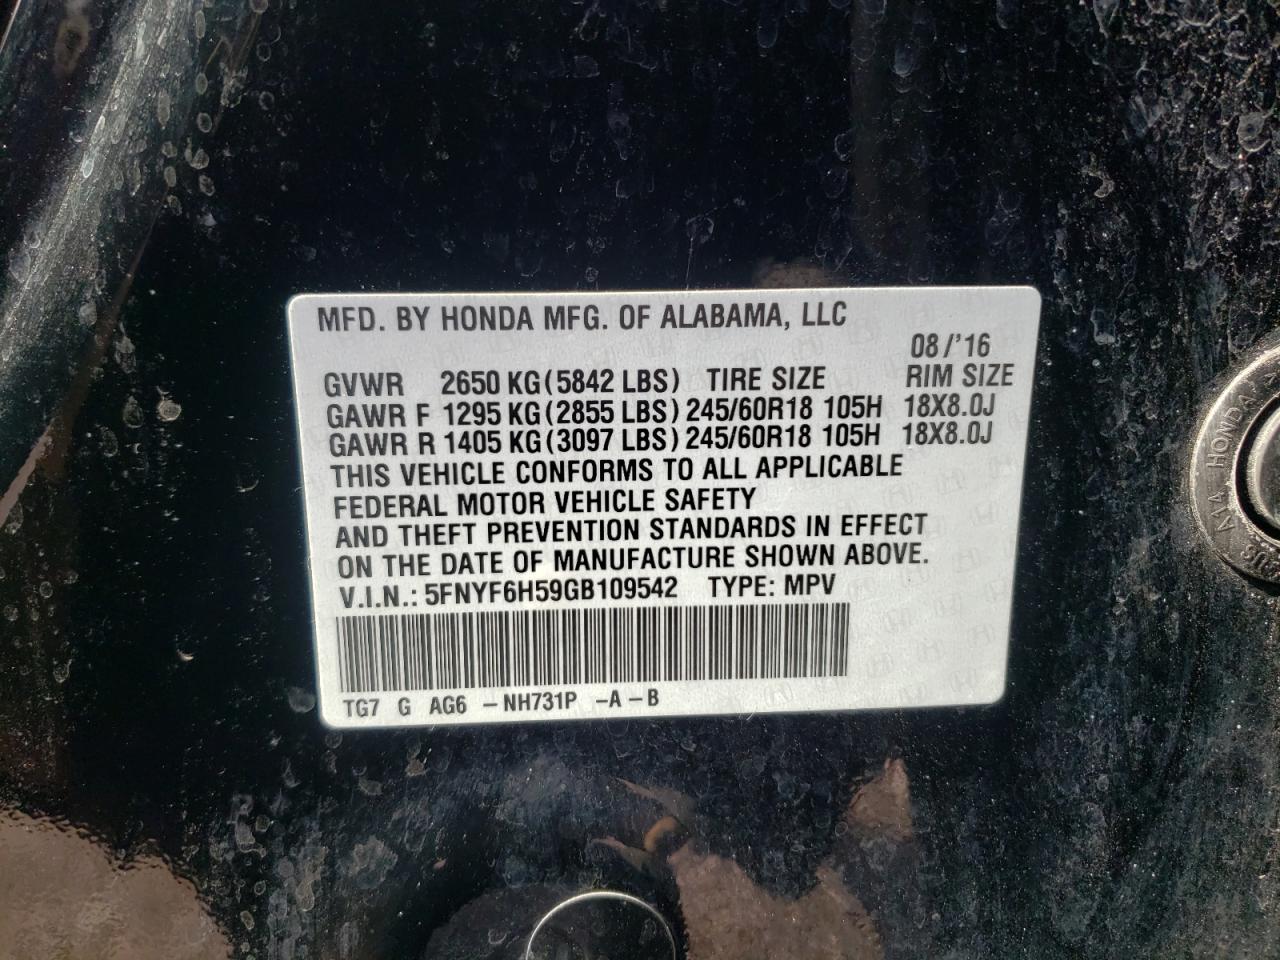 MFD. BY HONDA MFG. OF ALABAMA, LLC
08/'16
GVWR 2650 KG(5842 LBS) TIRE SIZE RIM SIZE
GAWR F 1295 KG(2855 LBS) 245/60R18 105H 18X8.0J
GAWR R 1405 KG(3097 LBS) 245/60R18 105H 18X8.0J
THIS VEHICLE CONFORMS TO ALL APPLICABLE
FEDERAL MOTOR VEHICLE SAFETY
AND THEFT PREVENTION STANDARDS IN EFFECT
ON THE DATE OF MANUFACTURE SHOWN ABOVE.
V.I.N.: 5FNYF6H59GB109542 TYPE: MPV
TG7 G AG6 -NH731P -A-B
HONDA